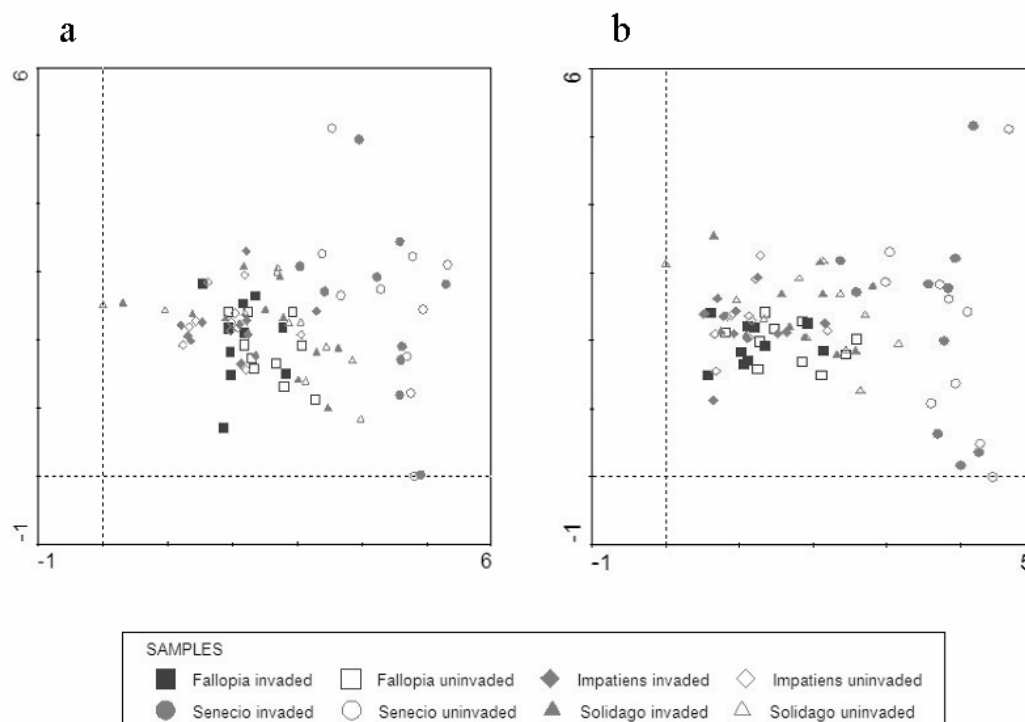 a
b
6
-1
-1
6
6
-1
-1
5
SAMPLES
Fallopia invaded
Fallopia uninvaded
Impatiens invaded
Impatiens uninvaded
Senecio invaded
Senecio uninvaded
Solidago invaded
Solidago uninvaded